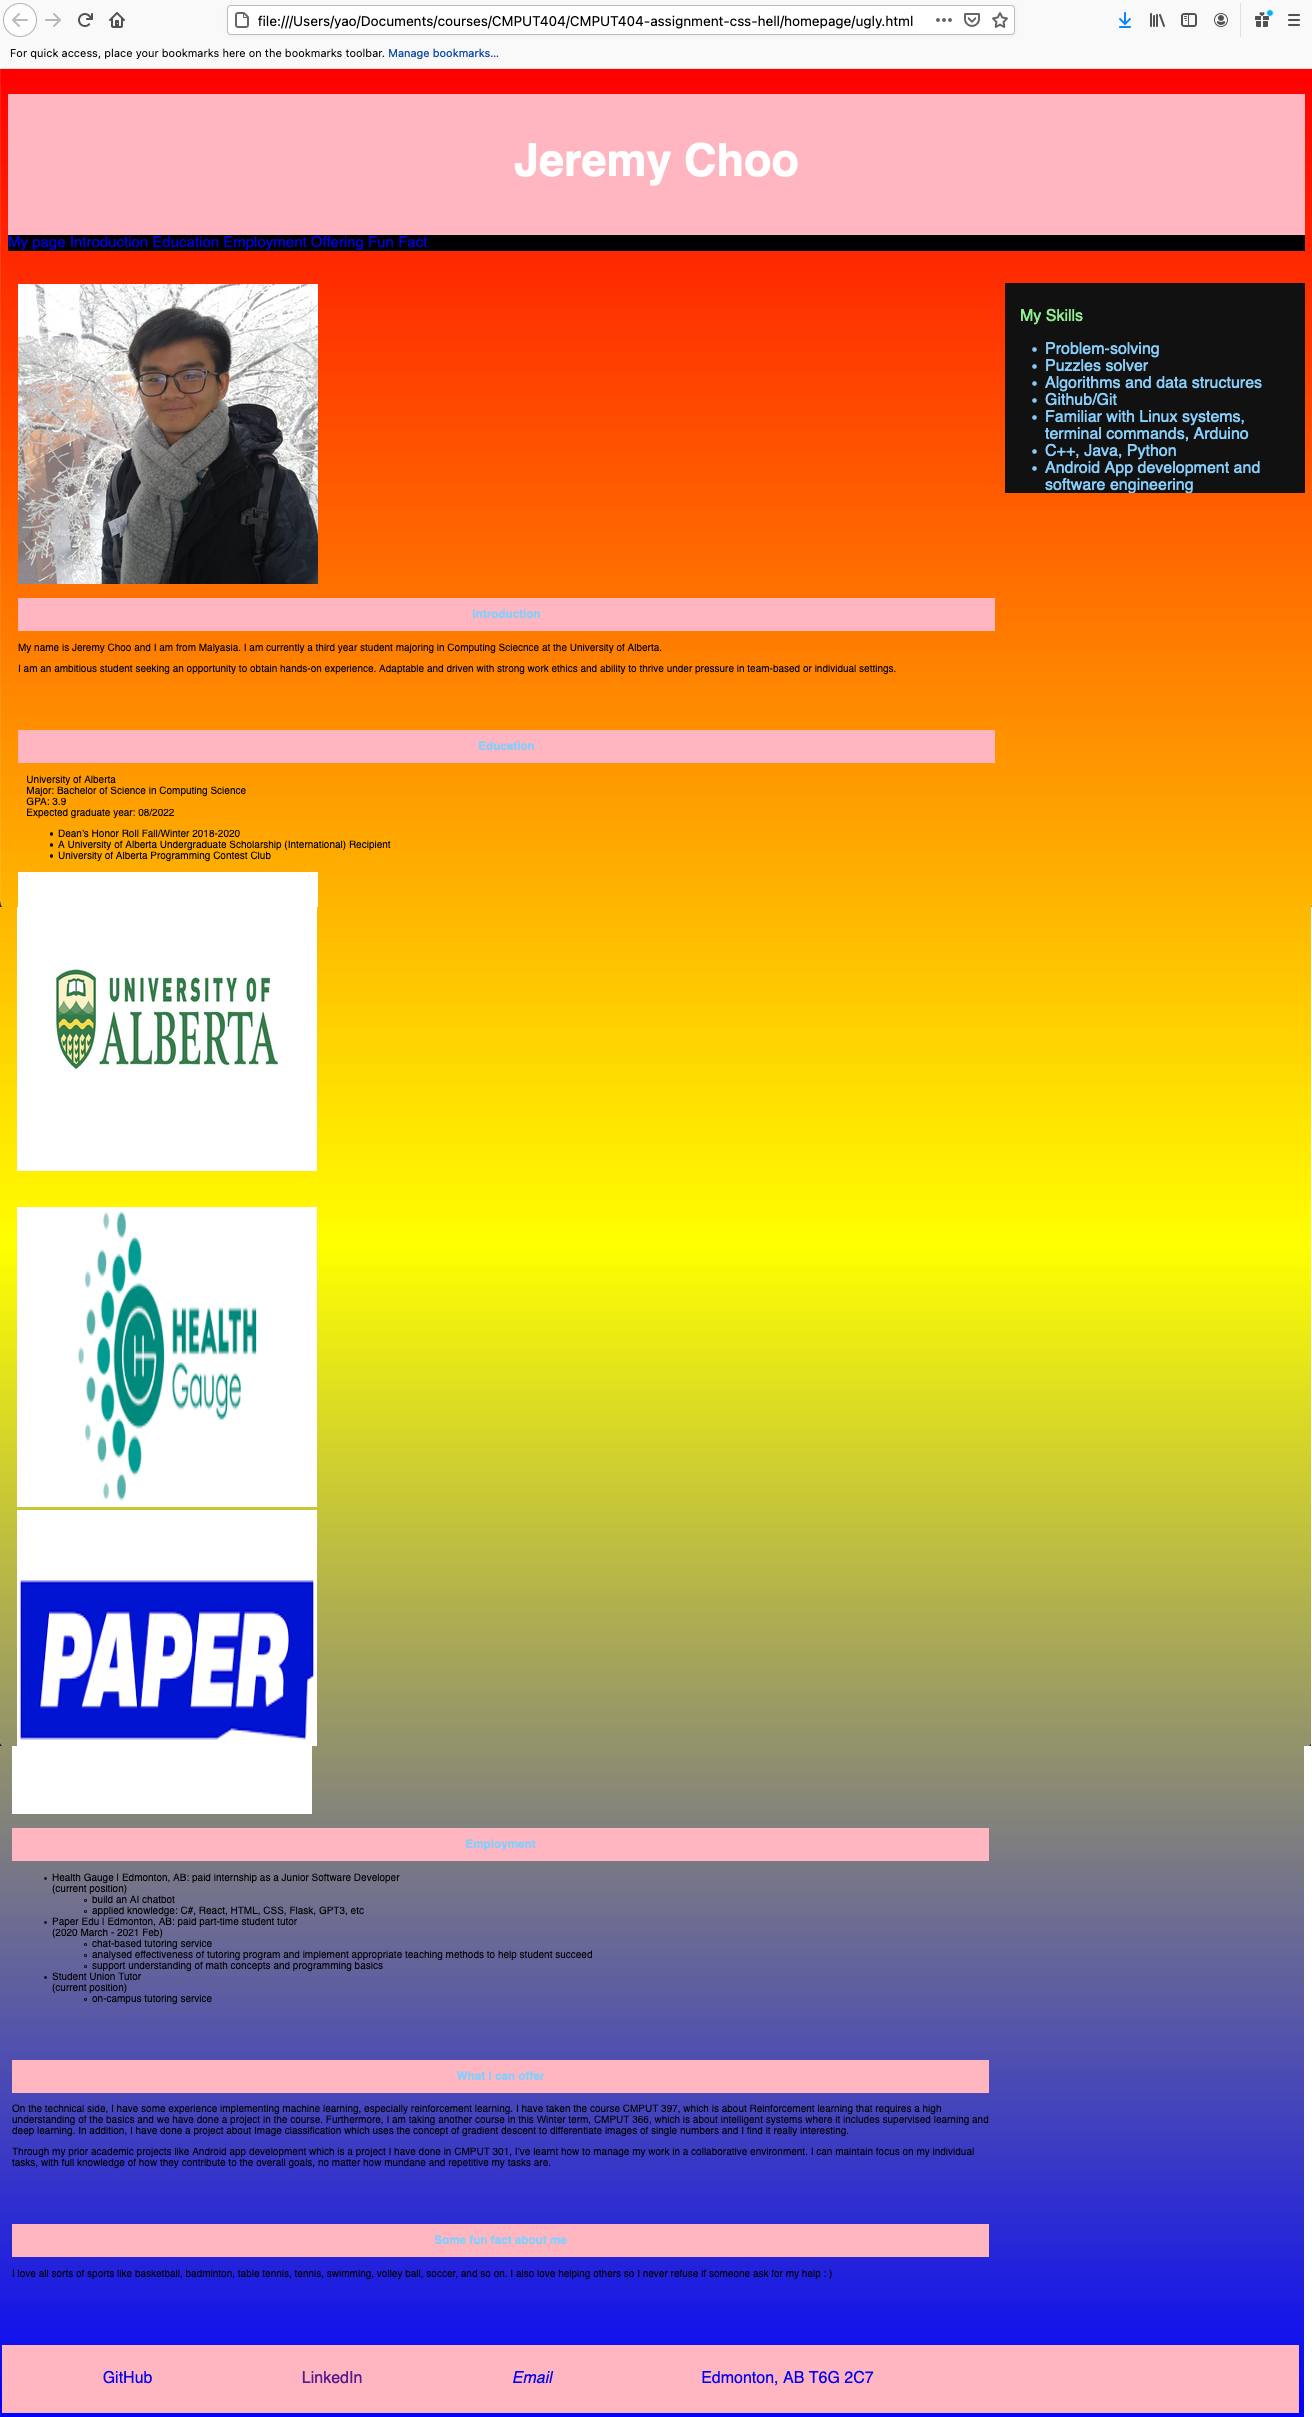 file:///Users/yao/Documents/courses/CMPUT404/CMPUT404-assignment-css-hell/homepage/ugly.html
For quick access, place your bookmarks here on the bookmarks toolbar. Manage bookmarks...
Jeremy Choo
My page Introduction Education Employment Offering Fun Fact
My Skills
Problem-solving
Puzzles solver
Algorithms and data structures
Github/Git
Familiar with Linux systems,
terminal commands, Arduino
C++, Java, Python
Android App development and
software engineering
Introduction
My name is Jeremy Choo and I am from Malyasia. I am currently a third year student majoring in Computing Sciecnce at the University of Alberta.
I am an ambitious student seeking an opportunity to obtain hands-on experience. Adaptable and driven with strong work ethics and ability to thrive under pressure in team-based or individual settings.
Education
University of Alberta
Major: Bachelor of Science in Computing Science
GPA: 3.9
Expected graduate year: 08/2022
Dean's Honor Roll Fall/Winter 2018-2020
A University of Alberta Undergraduate Scholarship (International) Recipient
University of Alberta Programming Contest Club
UNIVERSITY OF
ALBERTA
HEALTH
Gauge
PAPER
Employment
Health Gauge | Edmonton, AB: paid internship as a Junior Software Developer
(current position)
build an AI chatbot
applied knowledge: C#, React, HTML, CSS, Flask, GPT3, etc
Paper Edu | Edmonton, AB: paid part-time student tutor
(2020 March - 2021 Feb)
chat-based tutoring service
analysed effectiveness of tutoring program and implement appropriate teaching methods to help student succeed
support understanding of math concepts and programming basics
Student Union Tutor
(current position)
on-campus tutoring service
What I can offer
On the technical side, I have some experience implementing machine learning, especially reinforcement learning. I have taken the course CMPUT 397, which is about Reinforcement learning that requires a high
understanding of the basics and we have done a project in the course. Furthermore, I am taking another course in this Winter term, CMPUT 366, which is about intelligent systems where it includes supervised learning and
deep learning. In addition, I have done a project about Image classification which uses the concept of gradient descent to differentiate images of single numbers and I find it really interesting.
Through my prior academic projects like Android app development which is a project I have done in CMPUT 301, I've learnt how to manage my work in a collaborative environment. I can maintain focus on my individual
tasks, with full knowledge of how they contribute to the overall goals, no matter how mundane and repetitive my tasks are.
Some fun fact about me
I love all sorts of sports like basketball, badminton, table tennis, tennis, swimming, volley ball, soccer, and so on. I also love helping others so I never refuse if someone ask for my help : )
GitHub LinkedIn Email Edmonton, AB T6G 2C7